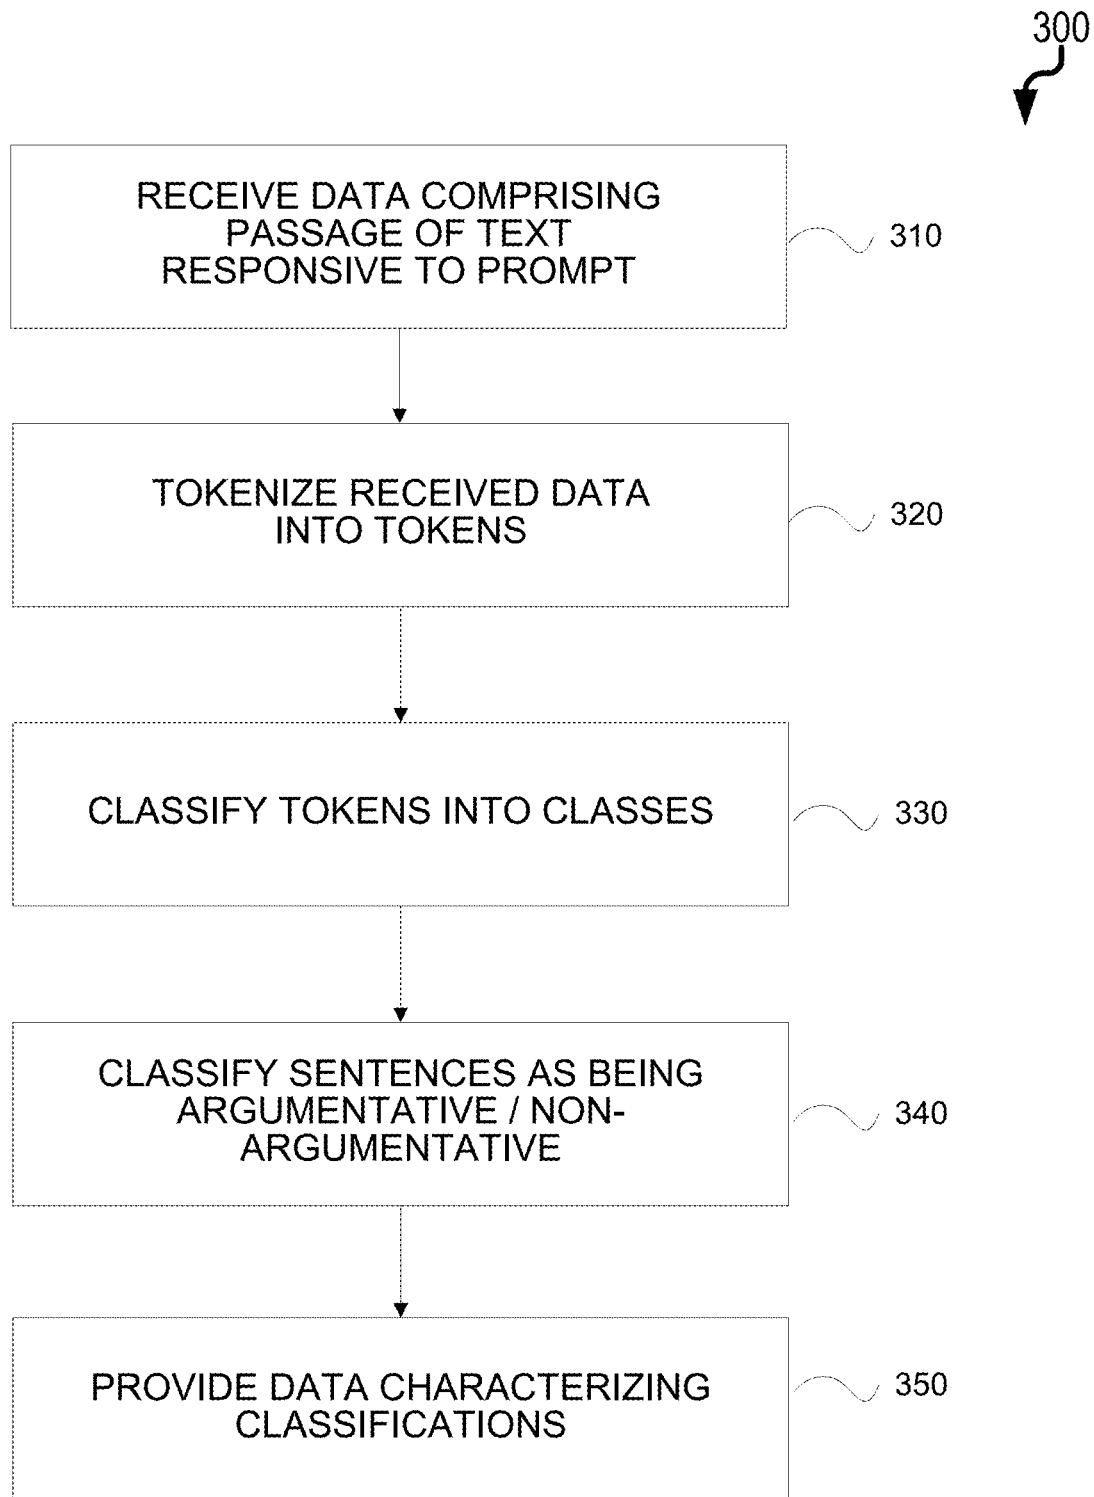 300
RECEIVE DATA COMPRISING
PASSAGE OF TEXT
RESPONSIVE TO PROMPT
310
TOKENIZE RECEIVED DATA
INTO TOKENS
320
CLASSIFY TOKENS INTO CLASSES
330
CLASSIFY SENTENCES AS BEING
ARGUMENTATIVE / NON-
ARGUMENTATIVE
340
PROVIDE DATA CHARACTERIZING
CLASSIFICATIONS
350